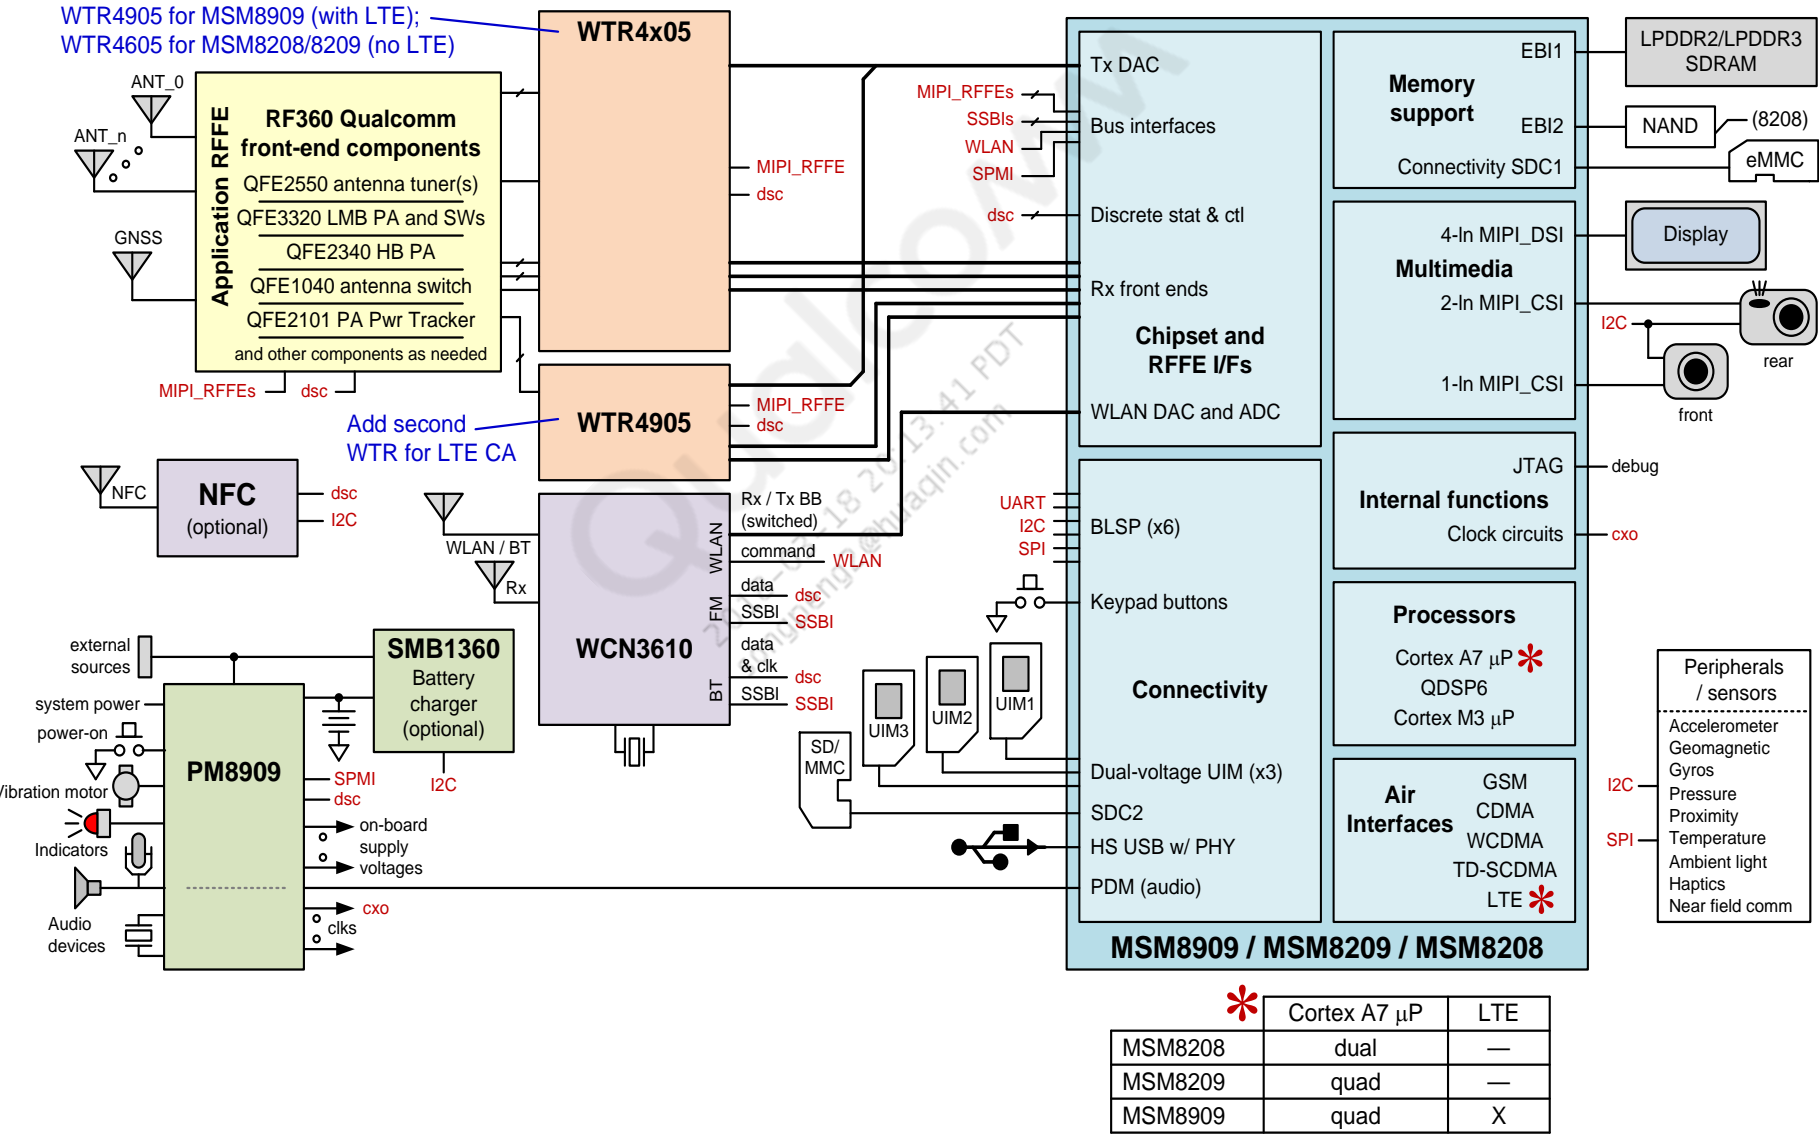 WTR4905 for MSM8909 (with LTE);
WTR4605 for MSM8208/8209 (no LTE)
ANT_0
ANT_n
GNSS
Application RFFE
RF360 Qualcomm
front-end components
QFE2550 antenna tuner(s)
QFE3320 LMB PA and SWs
QFE2340 HB PA
QFE1040 antenna switch
QFE2101 PA Pwr Tracker
and other components as needed
MIPI_RFFEs
dsc
WTR4x05
MIPI_RFFE
dsc
Add second
WTR for LTE CA
WTR4905
MIPI_RFFE
dsc
NFC
NFC
(optional)
dsc
I2C
WLAN / BT
Rx
WCN3610
WLAN
FM
BT
Rx / Tx BB
(switched)
command
WLAN
data
dsc
SSBI
SSBI
data
& clk
dsc
SSBI
SSBI
external
sources
system power
power-on
Vibration motor
Indicators
Audio
devices
PM8909
SPMI
dsc
on-board
supply
voltages
cxo
clks
SMB1360
Battery
charger
(optional)
I2C
MIPI_RFFEs
SSBIs
WLAN
SPMI
dsc
Tx DAC
Bus interfaces
Discrete stat & ctl
Rx front ends
Chipset and
RFFE I/Fs
WLAN DAC and ADC
UART
I2C
SPI
BLSP (x6)
Keypad buttons
Connectivity
UIM3
UIM2
UIM1
SD/
MMC
Dual-voltage UIM (x3)
SDC2
HS USB w/ PHY
PDM (audio)
Memory
support
EBI1
EBI2
Connectivity SDC1
LPDDR2/LPDDR3
SDRAM
NAND
(8208)
eMMC
4-ln MIPI_DSI
Multimedia
2-ln MIPI_CSI
1-ln MIPI_CSI
Display
I2C
rear
front
JTAG
debug
Internal functions
Clock circuits
cxo
Processors
Cortex A7 μP *
QDSP6
Cortex M3 μP
Air
Interfaces
GSM
CDMA
WCDMA
TD-SCDMA
LTE *
MSM8909 / MSM8209 / MSM8208
Peripherals
/ sensors
Accelerometer
Geomagnetic
Gyros
Pressure
Proximity
Temperature
Ambient light
Haptics
Near field comm
I2C
SPI
* Cortex A7 μP LTE
MSM8208 dual —
MSM8209 quad —
MSM8909 quad X
Qualcomm